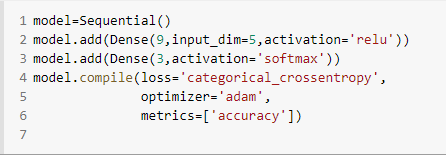 1 model=Sequential()
2 model.add(Dense(9,input_dim=5,activation='relu'))
3 model.add(Dense(3,activation='softmax'))
4 model.compile(loss='categorical_crossentropy',
5               optimizer='adam',
6               metrics=['accuracy'])
7